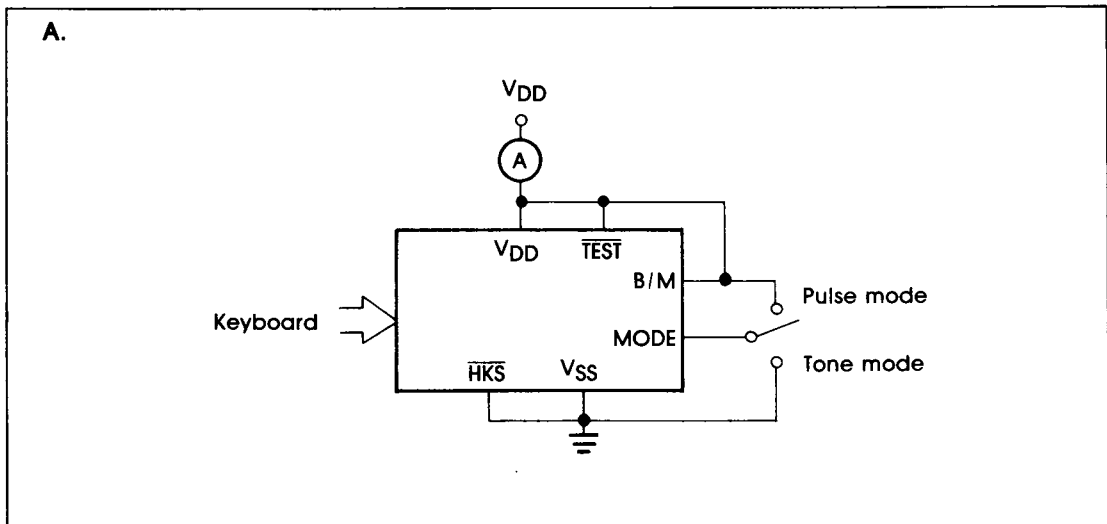 A.
VDD
A
VDD
TEST
B/M
Pulse mode
Keyboard
MODE
HKS
VSS
Tone mode